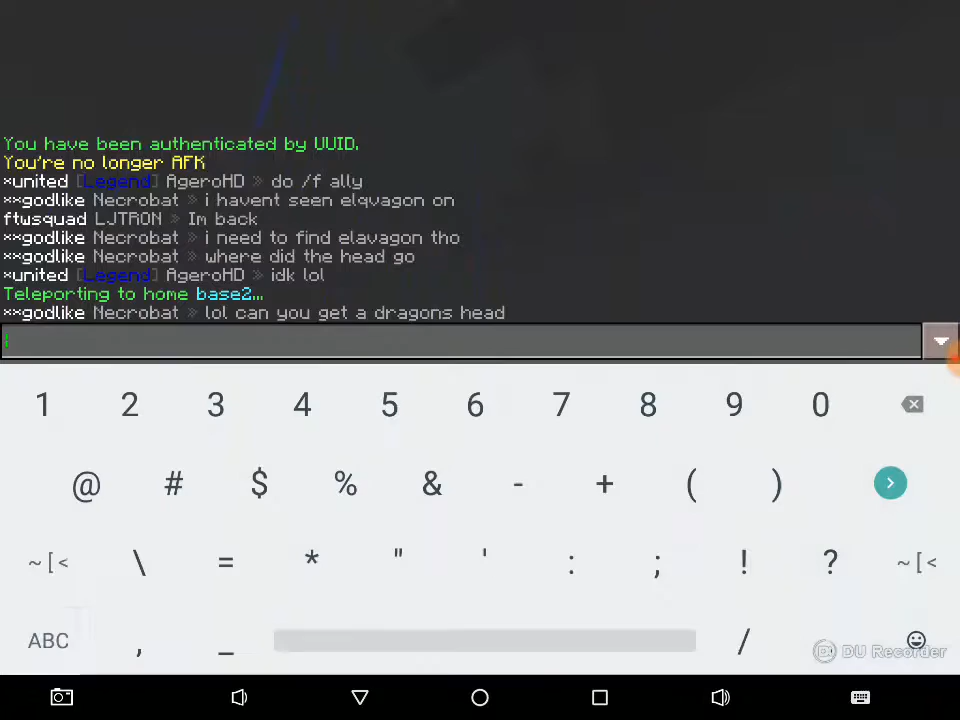 You have been authenticated by UUID.
You're no longer AFK
*united [Legend] AgeroHD » do /f ally
**godlike Necrobat » i havent seen elqvagon on
ftwsquad LJTRON » Im back
**godlike Necrobat » i need to find elavagon tho
**godlike Necrobat » where did the head go
*united [Legend] AgeroHD » idk lol
Teleporting to home base2...
**godlike Necrobat » lol can you get a dragons head
1 2 3 4 5 6 7 8 9 0
@ # $ % & - + ( )
~[< \ = * " ' : ; ! ? ~[<
ABC , _ /
DU Recorder